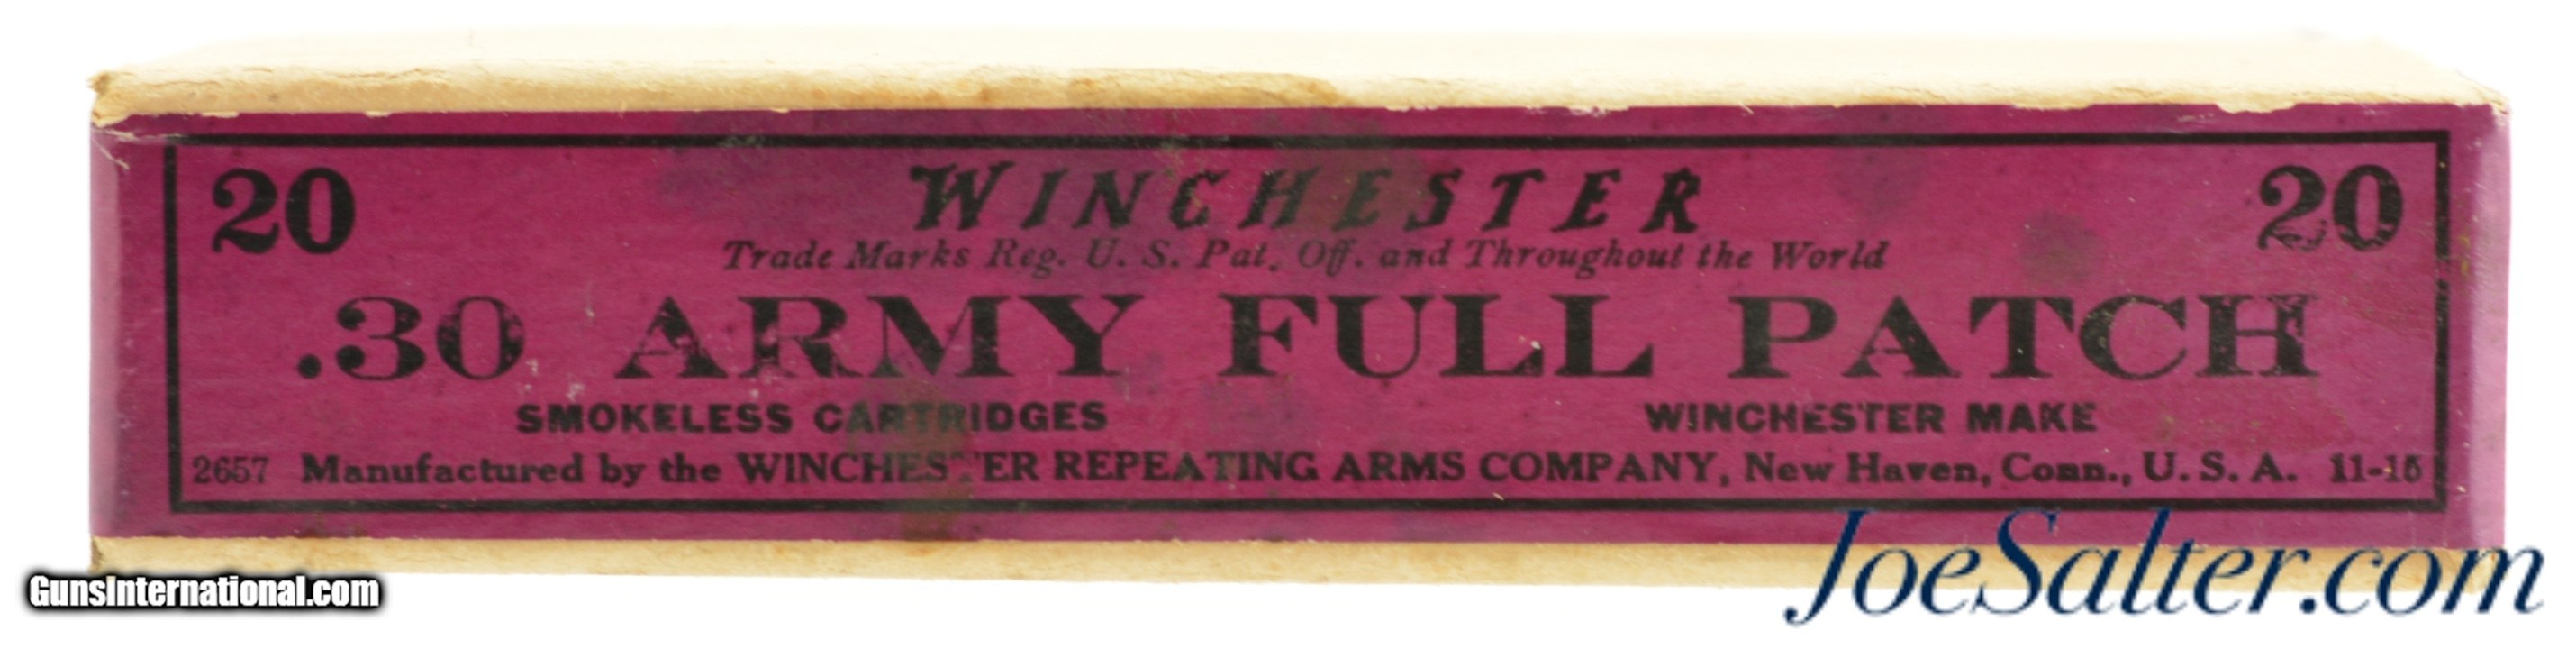 20 WINCHESTER 20
Trade Marks Reg. U. S. Pat. Off. and Throughout the World
.30 ARMY FULL PATCH
SMOKELESS CARTRIDGES WINCHESTER MAKE
2657 Manufactured by the WINCHESTER REPEATING ARMS COMPANY, New Haven, Conn., U. S. A. 11-15
GunsInternational.com
JoeSalter.com